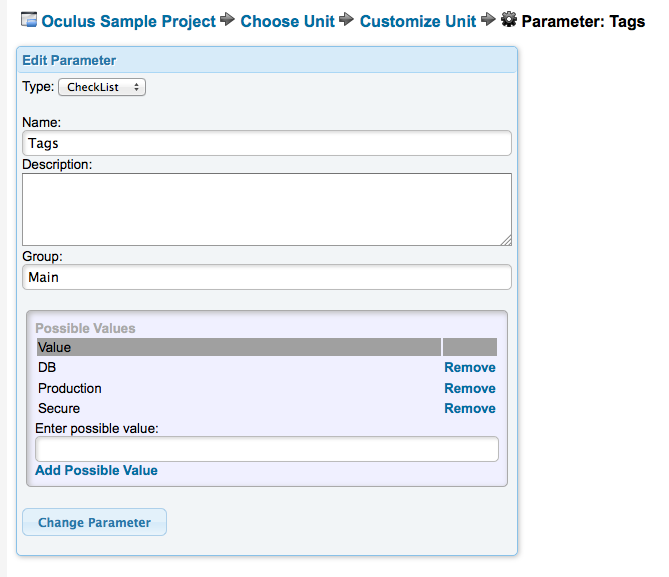 Oculus Sample Project Choose Unit Customize Unit Parameter: Tags
Edit Parameter
Type: CheckList
Name:
Tags
Description:
Group:
Main
Possible Values
Value
DB Remove
Production Remove
Secure Remove
Enter possible value:
Add Possible Value
Change Parameter